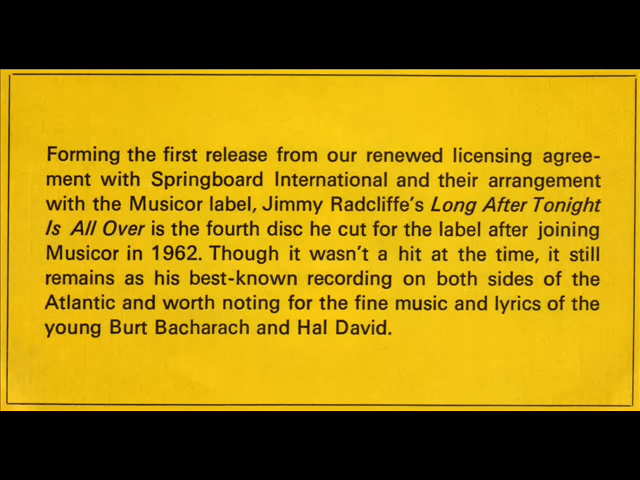 Forming the first release from our renewed licensing agree-
ment with Springboard International and their arrangement
with the Musicor label, Jimmy Radcliffe's Long After Tonight
Is All Over is the fourth disc he cut for the label after joining
Musicor in 1962. Though it wasn't a hit at the time, it still
remains as his best-known recording on both sides of the
Atlantic and worth noting for the fine music and lyrics of the
young Burt Bacharach and Hal David.